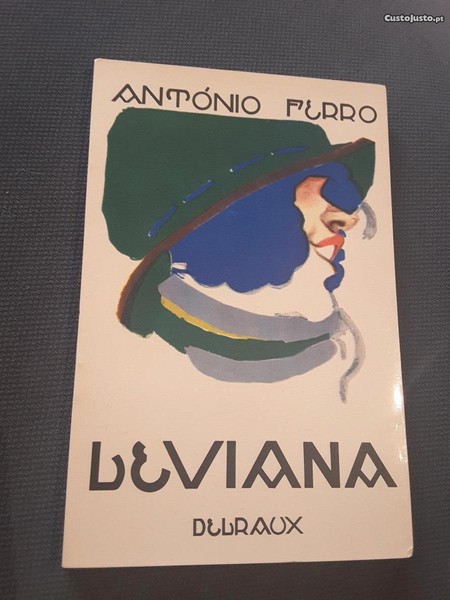 CustoJusto.pt
ANTÓNIO FERRO
LEVIANA
DELRAUX